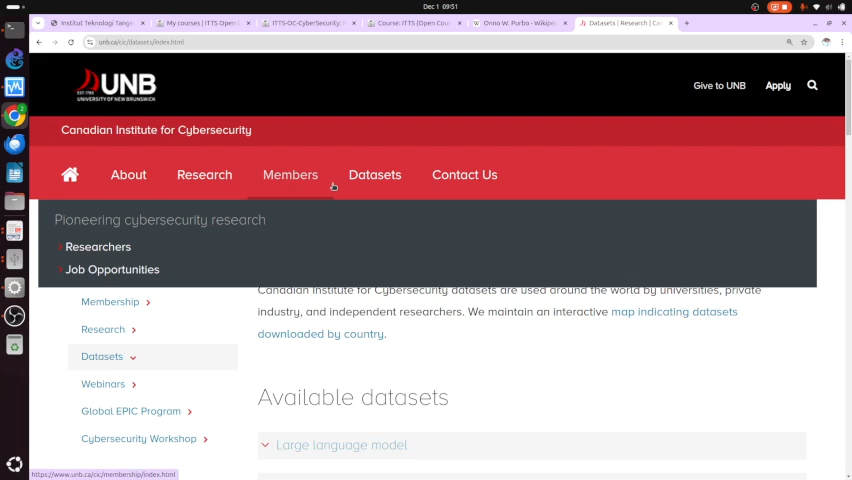 Dec 1 09:51
Institut Teknologi Tange
My courses | ITTS Open
ITTS-OC-CyberSecurity:
Course: ITTS (Open Cou
Onno W. Purbo - Wikipe
Datasets | Research | Ca
unb.ca/cic/datasets/index.html
EST.1785 UNB
UNIVERSITY OF NEW BRUNSWICK
Give to UNB
Apply
Canadian Institute for Cybersecurity
About
Research
Members
Datasets
Contact Us
Pioneering cybersecurity research
Researchers
Job Opportunities
Membership
Research
Datasets
Webinars
Global EPIC Program
Cybersecurity Workshop
Canadian Institute for Cybersecurity datasets are used around the world by universities, private
industry, and independent researchers. We maintain an interactive map indicating datasets
downloaded by country.
Available datasets
Large language model
https://www.unb.ca/cic/membership/index.html